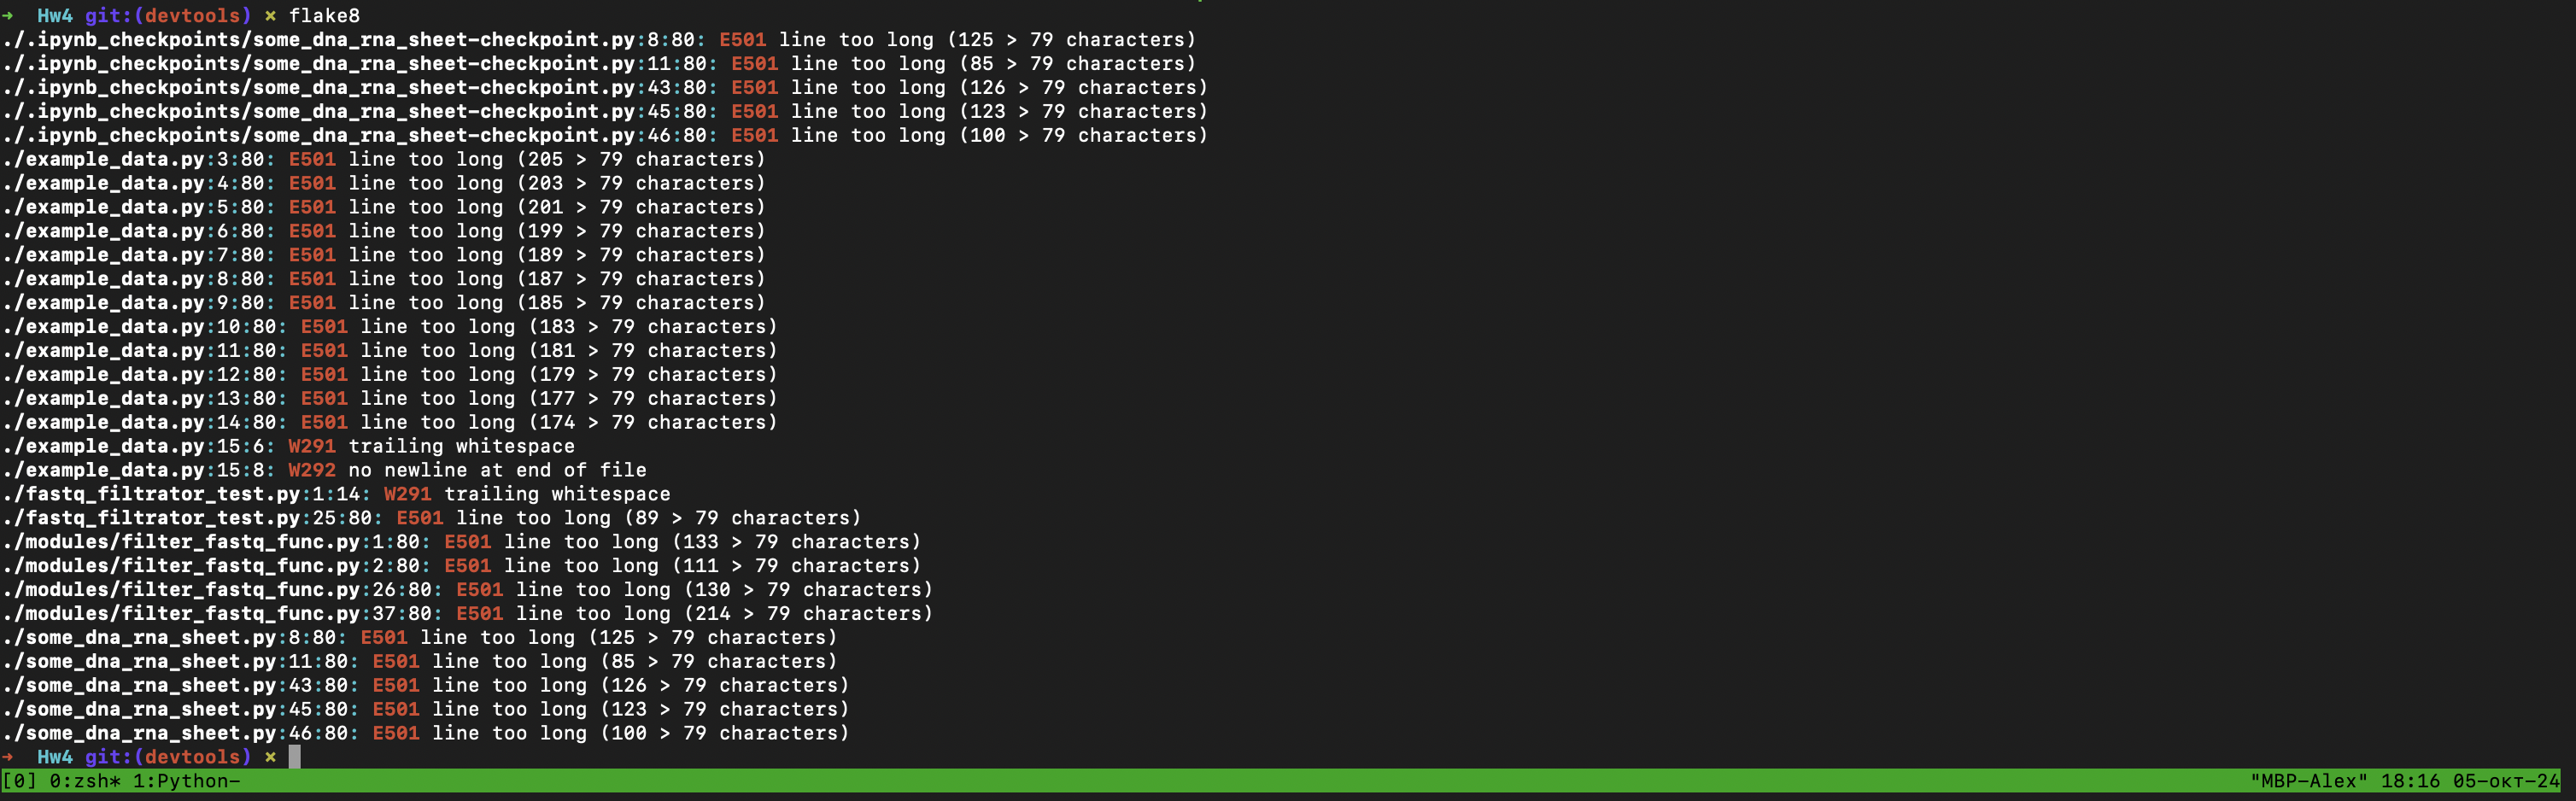 →  Hw4 git:(devtools) × flake8
./.ipynb_checkpoints/some_dna_rna_sheet-checkpoint.py:8:80: E501 line too long (125 > 79 characters)
./.ipynb_checkpoints/some_dna_rna_sheet-checkpoint.py:11:80: E501 line too long (85 > 79 characters)
./.ipynb_checkpoints/some_dna_rna_sheet-checkpoint.py:43:80: E501 line too long (126 > 79 characters)
./.ipynb_checkpoints/some_dna_rna_sheet-checkpoint.py:45:80: E501 line too long (123 > 79 characters)
./.ipynb_checkpoints/some_dna_rna_sheet-checkpoint.py:46:80: E501 line too long (100 > 79 characters)
./example_data.py:3:80: E501 line too long (205 > 79 characters)
./example_data.py:4:80: E501 line too long (203 > 79 characters)
./example_data.py:5:80: E501 line too long (201 > 79 characters)
./example_data.py:6:80: E501 line too long (199 > 79 characters)
./example_data.py:7:80: E501 line too long (189 > 79 characters)
./example_data.py:8:80: E501 line too long (187 > 79 characters)
./example_data.py:9:80: E501 line too long (185 > 79 characters)
./example_data.py:10:80: E501 line too long (183 > 79 characters)
./example_data.py:11:80: E501 line too long (181 > 79 characters)
./example_data.py:12:80: E501 line too long (179 > 79 characters)
./example_data.py:13:80: E501 line too long (177 > 79 characters)
./example_data.py:14:80: E501 line too long (174 > 79 characters)
./example_data.py:15:6: W291 trailing whitespace
./example_data.py:15:8: W292 no newline at end of file
./fastq_filtrator_test.py:1:14: W291 trailing whitespace
./fastq_filtrator_test.py:25:80: E501 line too long (89 > 79 characters)
./modules/filter_fastq_func.py:1:80: E501 line too long (133 > 79 characters)
./modules/filter_fastq_func.py:2:80: E501 line too long (111 > 79 characters)
./modules/filter_fastq_func.py:26:80: E501 line too long (130 > 79 characters)
./modules/filter_fastq_func.py:37:80: E501 line too long (214 > 79 characters)
./some_dna_rna_sheet.py:8:80: E501 line too long (125 > 79 characters)
./some_dna_rna_sheet.py:11:80: E501 line too long (85 > 79 characters)
./some_dna_rna_sheet.py:43:80: E501 line too long (126 > 79 characters)
./some_dna_rna_sheet.py:45:80: E501 line too long (123 > 79 characters)
./some_dna_rna_sheet.py:46:80: E501 line too long (100 > 79 characters)
→  Hw4 git:(devtools) ×
[0] 0:zsh* 1:Python- "MBP-Alex" 18:16 05-окт-24